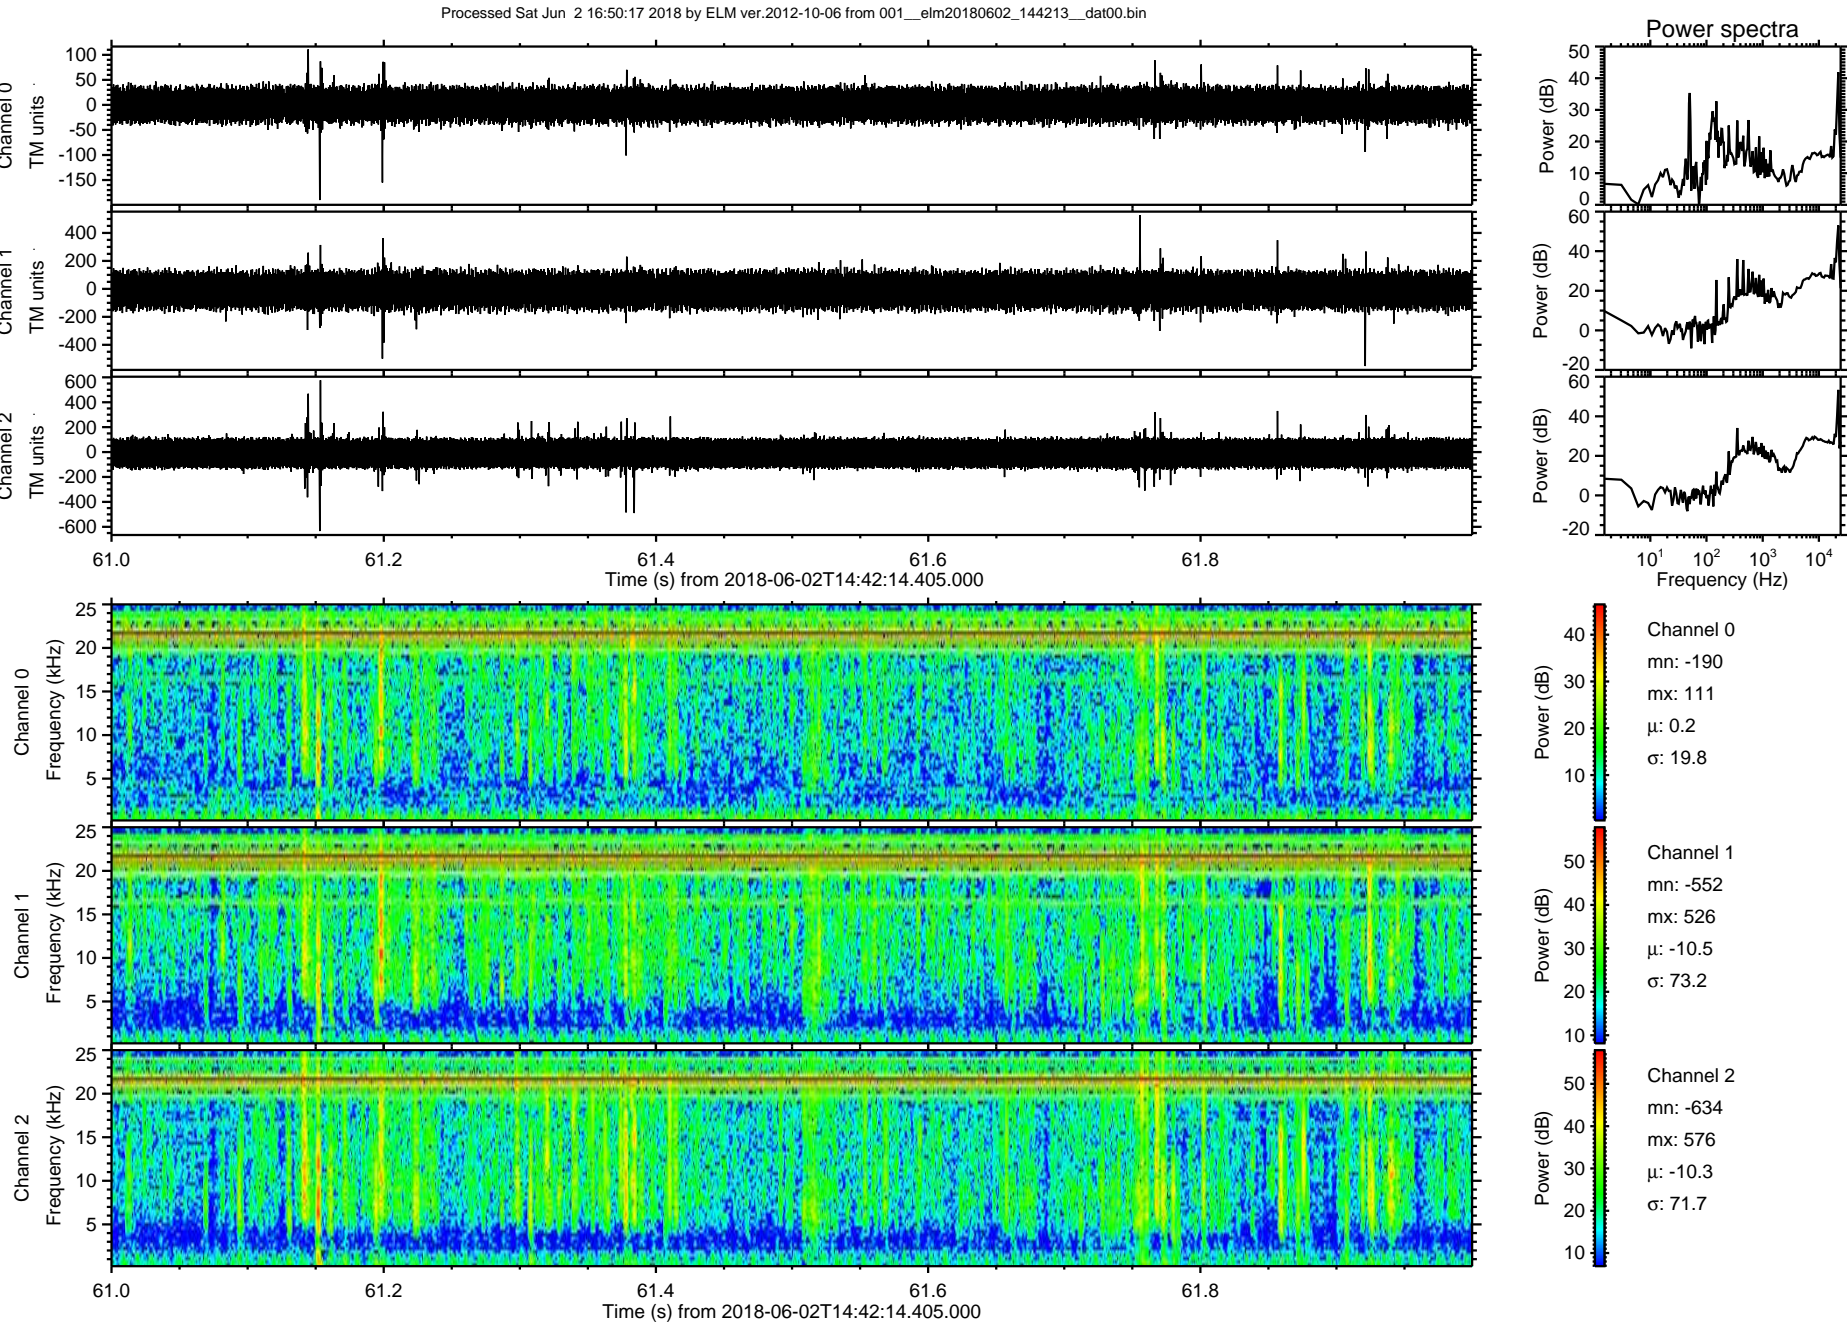 Processed Sat Jun 2 16:50:17 2018 by ELM ver.2012-10-06 from 001__elm20180602_144213__dat00.bin
Power spectra
Channel 0
TM units
100
50
0
-50
-100
-150
Power (dB)
50
40
30
20
10
0
Channel 1
TM units
400
200
0
-200
-400
Power (dB)
60
40
20
0
-20
Channel 2
TM units
600
400
200
0
-200
-400
-600
Power (dB)
60
40
20
0
-20
61.0 61.2 61.4 61.6 61.8
Time (s) from 2018-06-02T14:42:14.405.000
10¹ 10² 10³ 10⁴
Frequency (Hz)
Channel 0
Frequency (kHz)
25
20
15
10
5
Power (dB)
40
30
20
10
Channel 0
mn: -190
mx: 111
μ: 0.2
σ: 19.8
Channel 1
Frequency (kHz)
25
20
15
10
5
Power (dB)
50
40
30
20
10
Channel 1
mn: -552
mx: 526
μ: -10.5
σ: 73.2
Channel 2
Frequency (kHz)
25
20
15
10
5
Power (dB)
50
40
30
20
10
Channel 2
mn: -634
mx: 576
μ: -10.3
σ: 71.7
61.0 61.2 61.4 61.6 61.8
Time (s) from 2018-06-02T14:42:14.405.000